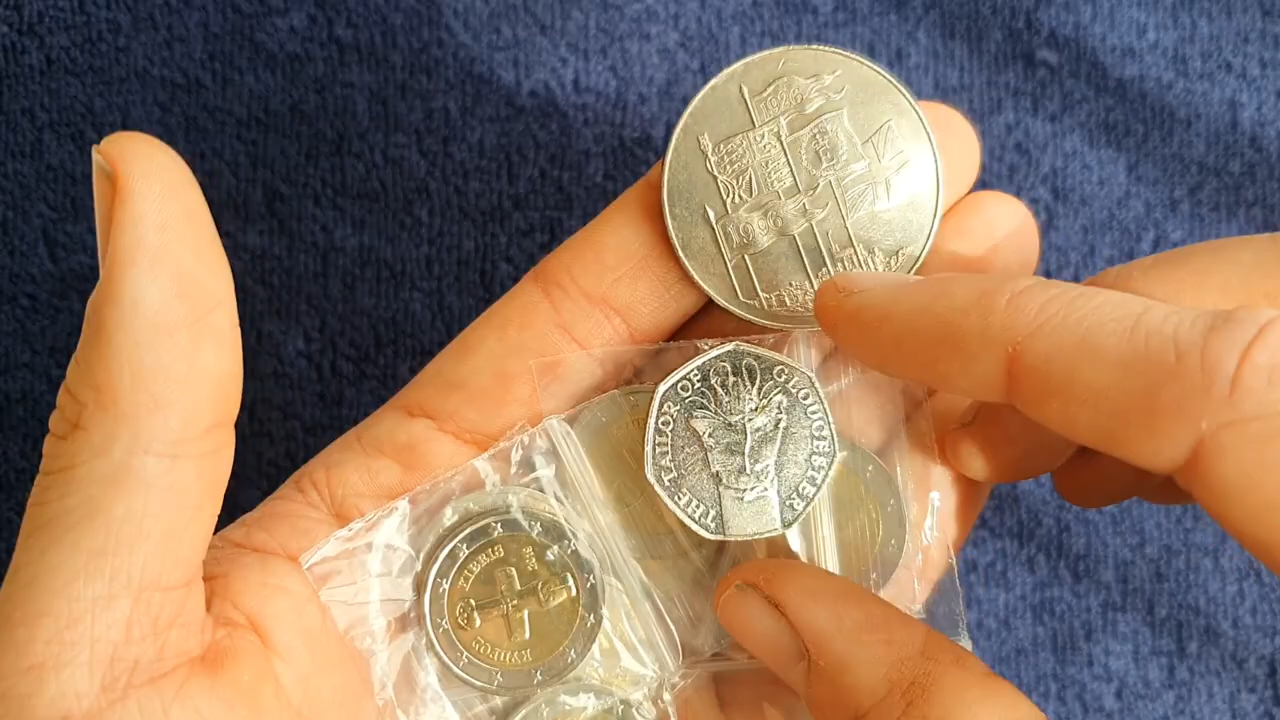 1926
1996
THE TAILOR OF GLOUCESTER
KIBRIS
ΚΥΠΡΟΣ